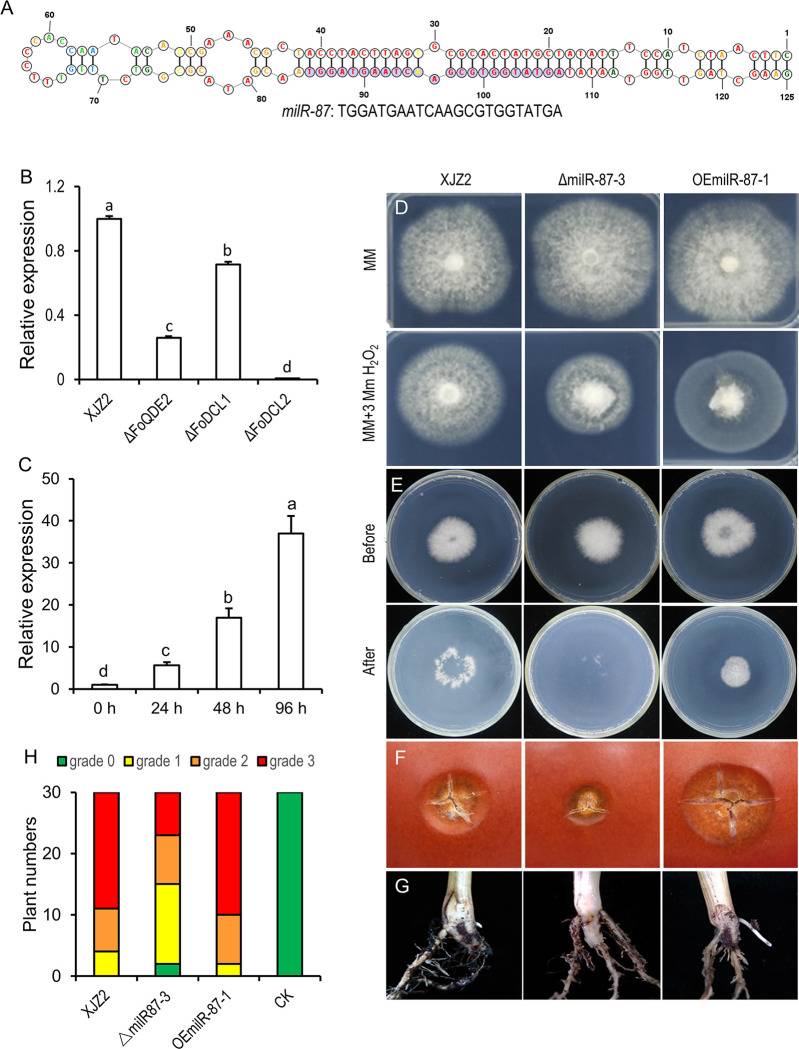 A
60 50 40 30 20 10 1
70 80 90 100 110 120 125
milR-87: TGGATGAATCAAGCGTGGTATGA
B
Relative expression
1.2
0.8
0.4
0
a
c
b
d
XJZ2 ΔFoQDE2 ΔFoDCL1 ΔFoDCL2
C
Relative expression
50
40
30
20
10
0
d
c
b
a
0 h 24 h 48 h 96 h
H
grade 0 grade 1 grade 2 grade 3
Plant numbers
30
20
10
0
XJZ2 △milR87-3 OEmilR-87-1 CK
XJZ2 ΔmilR-87-3 OEmilR-87-1
D
MM
MM+3 Mm H₂O₂
E
Before
After
F
G